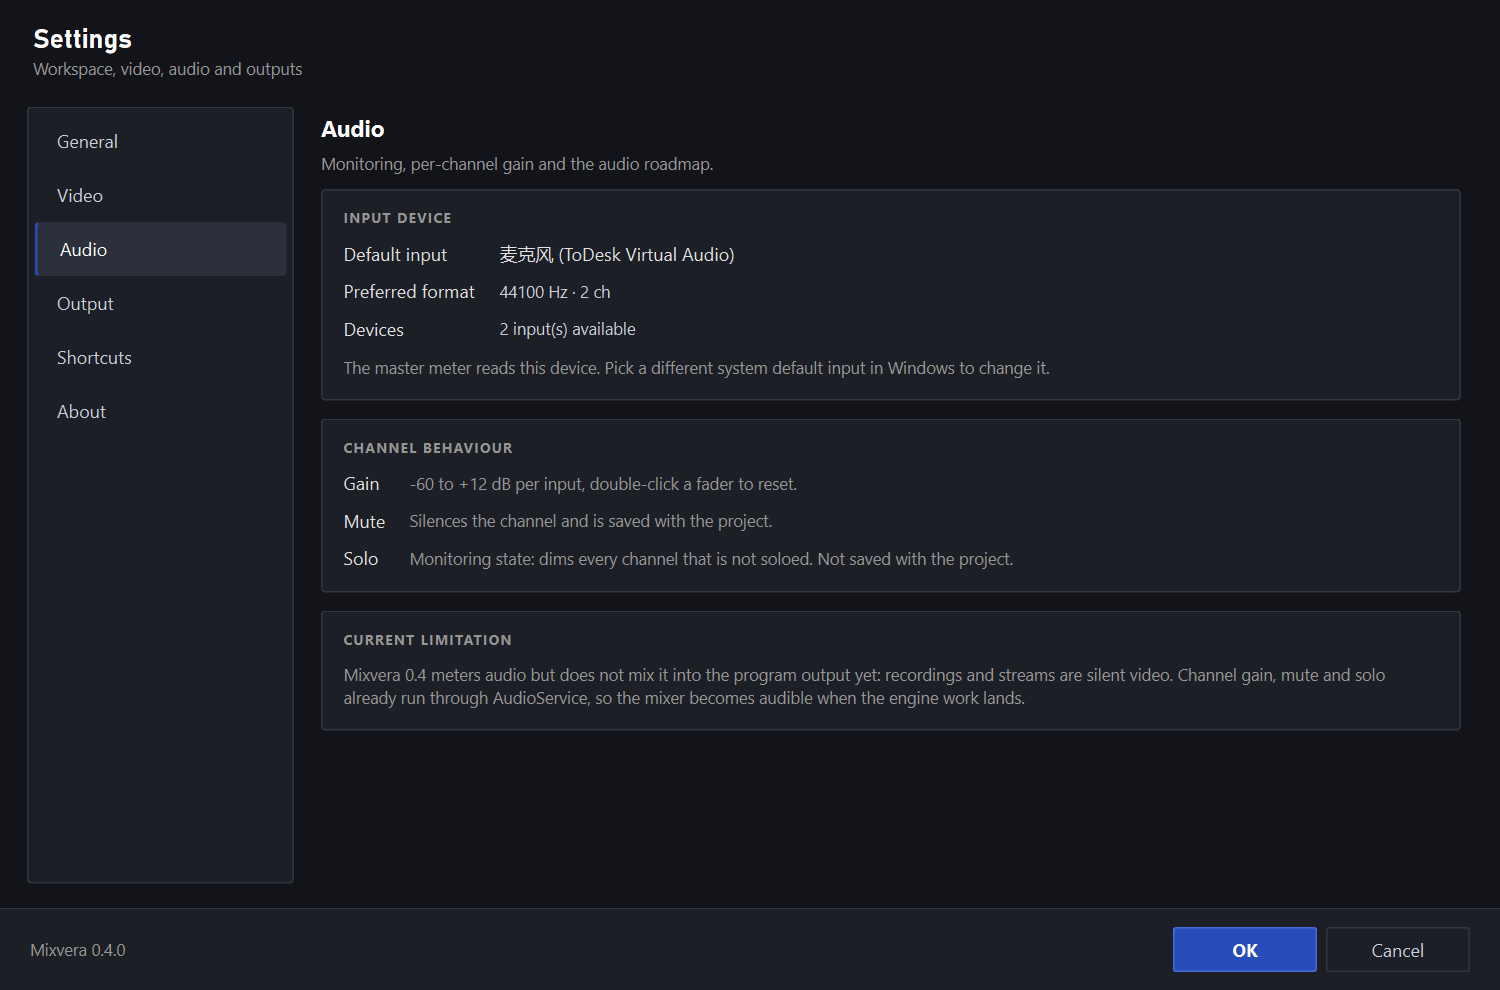 Settings
Workspace, video, audio and outputs
General
Video
Audio
Output
Shortcuts
About
Audio
Monitoring, per-channel gain and the audio roadmap.
INPUT DEVICE
Default input 麦克风 (ToDesk Virtual Audio)
Preferred format 44100 Hz · 2 ch
Devices 2 input(s) available
The master meter reads this device. Pick a different system default input in Windows to change it.
CHANNEL BEHAVIOUR
Gain -60 to +12 dB per input, double-click a fader to reset.
Mute Silences the channel and is saved with the project.
Solo Monitoring state: dims every channel that is not soloed. Not saved with the project.
CURRENT LIMITATION
Mixvera 0.4 meters audio but does not mix it into the program output yet: recordings and streams are silent video. Channel gain, mute and solo
already run through AudioService, so the mixer becomes audible when the engine work lands.
Mixvera 0.4.0
OK
Cancel